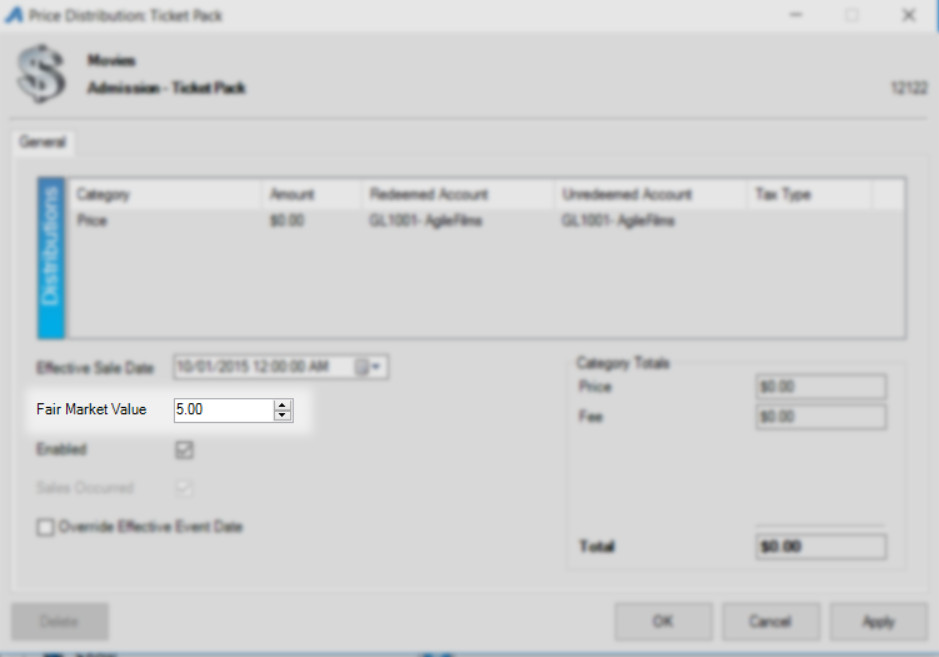 Price Distribution: Ticket Pack
Movies
Admission - Ticket Pack
12122
General
Distributions
Category Amount Redeemed Account Unredeemed Account Tax Type
Price $0.00 GL1001- AgileFilms GL1001- AgileFilms
Effective Sale Date 10/01/2015 12:00:00 AM
Fair Market Value 5.00
Enabled
Sales Occurred
Override Effective Event Date
Category Totals
Price $0.00
Fee $0.00
Total $0.00
Delete OK Cancel Apply